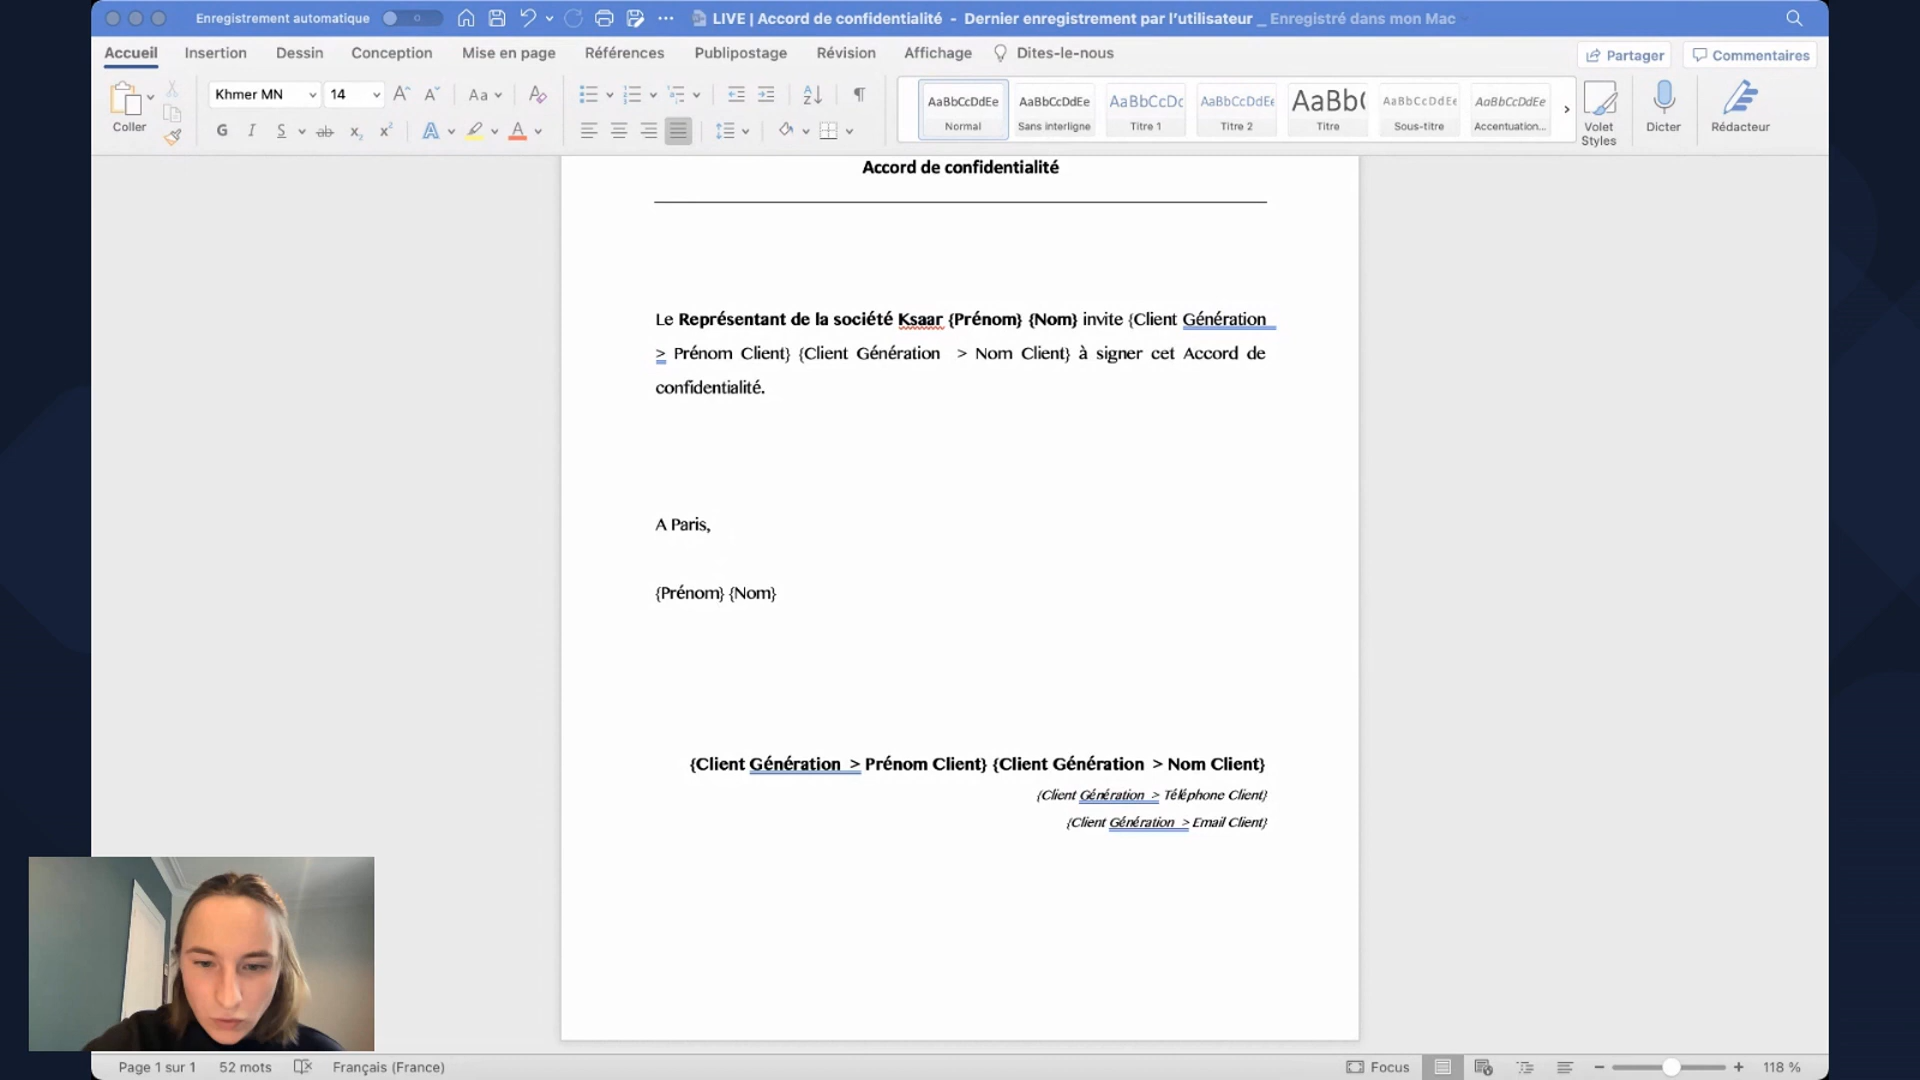 Enregistrement automatique
LIVE | Accord de confidentialité - Dernier enregistrement par l'utilisateur _ Enregistré dans mon Mac
Accueil Insertion Dessin Conception Mise en page Références Publipostage Révision Affichage Dites-le-nous Partager Commentaires
Coller
Khmer MN 14 Aa
G I S ab x₂ x² A A
AaBbCcDdEe AaBbCcDdEe AaBbCcDc AaBbCcDdEe AaBb( AaBbCcDdEe AaBbCcDdEe
Normal Sans interligne Titre 1 Titre 2 Titre Sous-titre Accentuation...
Volet Styles
Dicter
Rédacteur
Accord de confidentialité
Le Représentant de la société Ksaar {Prénom} {Nom} invite {Client Génération
> Prénom Client} {Client Génération > Nom Client} à signer cet Accord de
confidentialité.
A Paris,
{Prénom} {Nom}
{Client Génération > Prénom Client} {Client Génération > Nom Client}
{Client Génération > Téléphone Client}
{Client Génération > Email Client}
Page 1 sur 1 52 mots Français (France) Focus 118 %